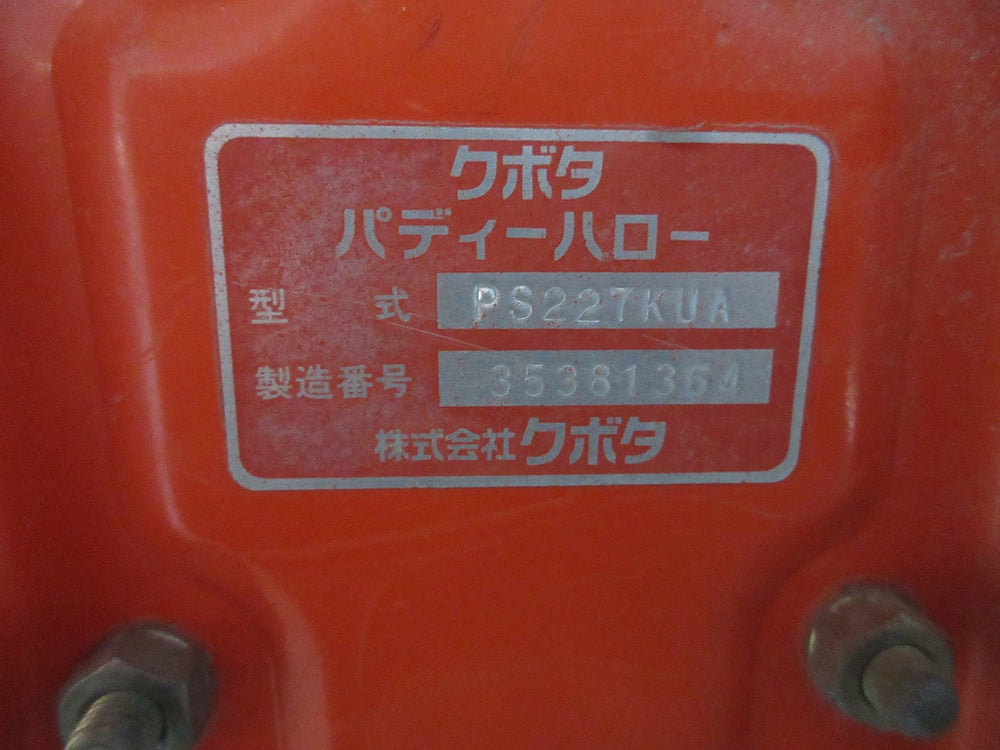 クボタ
パディーハロー
型 式 PS227KUA
製造番号 35381364
株式会社クボタ